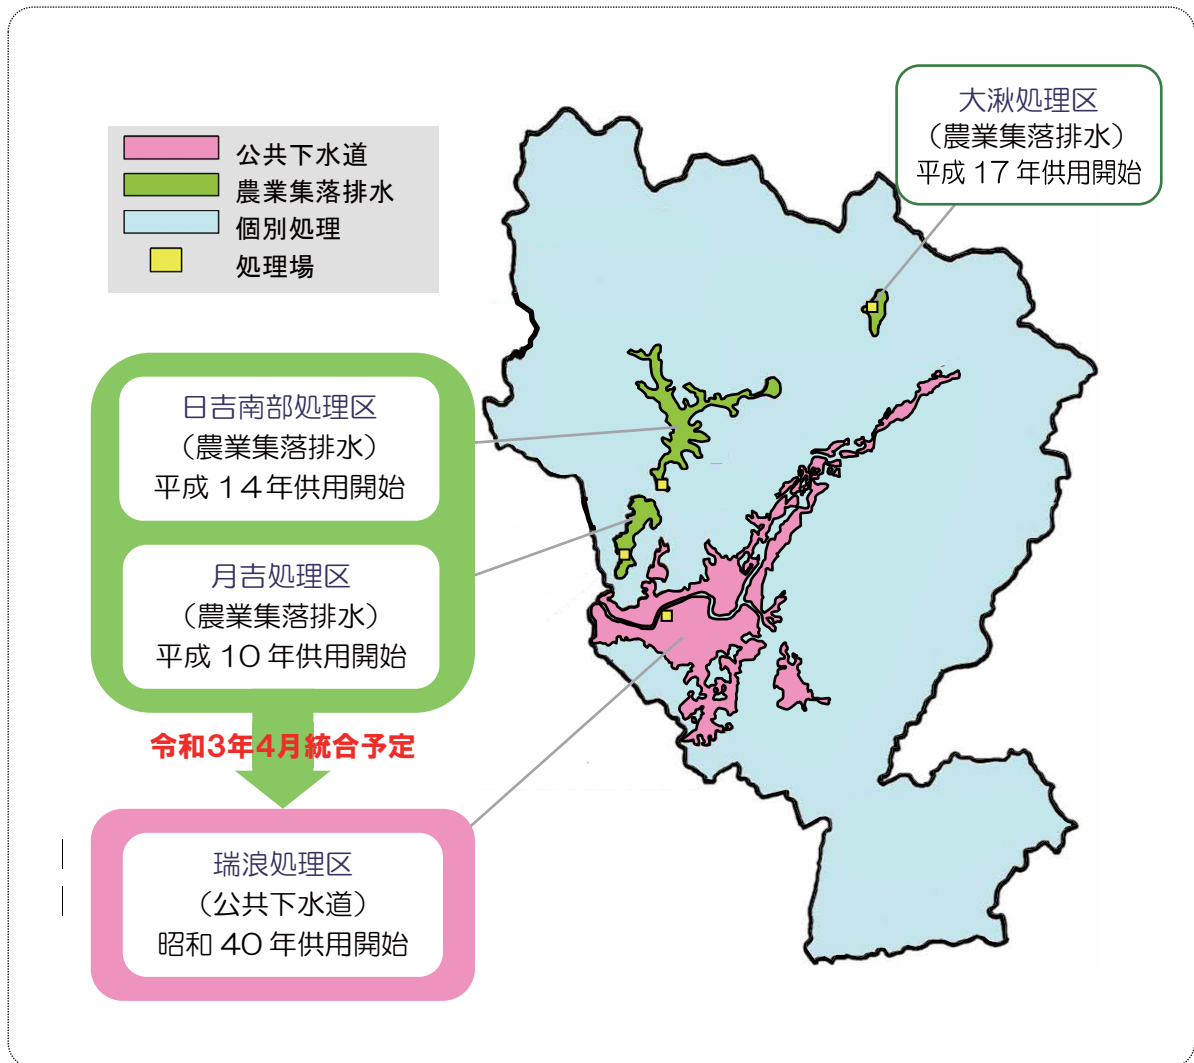 大湫処理区
（農業集落排水）
平成 17 年供用開始
公共下水道
農業集落排水
個別処理
処理場
日吉南部処理区
（農業集落排水）
平成 14年供用開始
月吉処理区
（農業集落排水）
平成 10 年供用開始
令和3年4月統合予定
瑞浪処理区
（公共下水道）
昭和 40 年供用開始